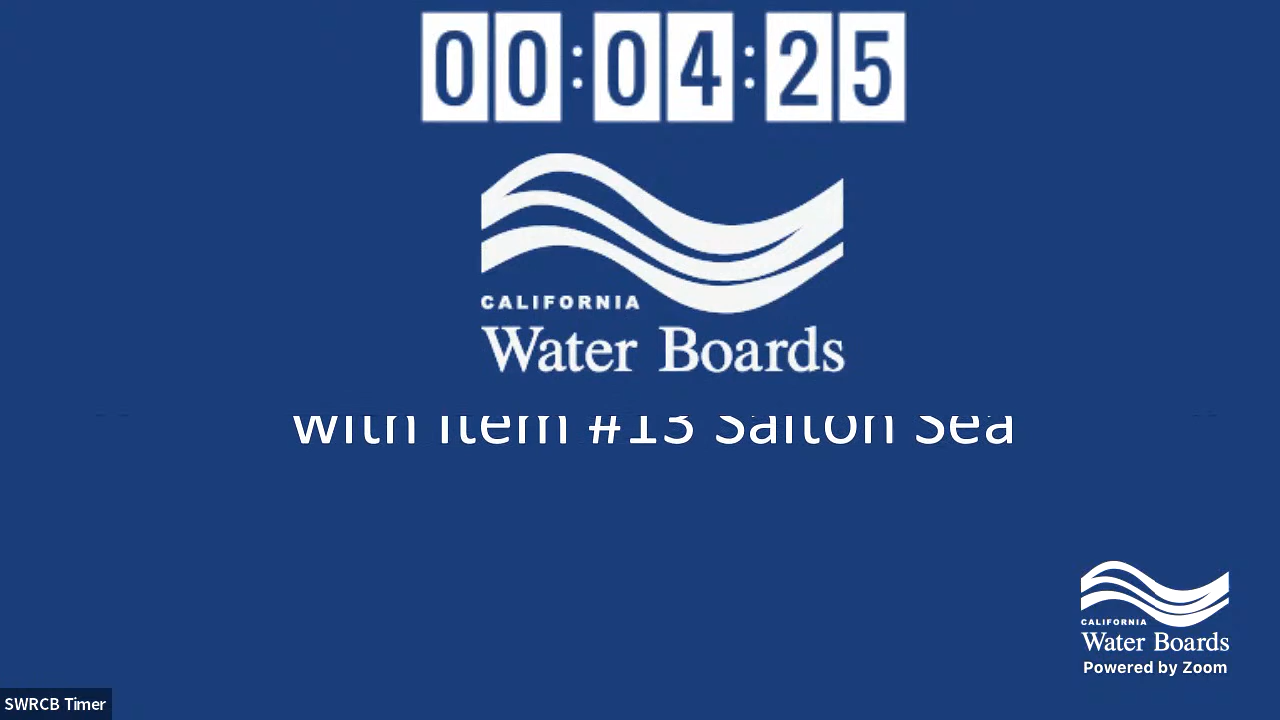 00:04:25
CALIFORNIA
Water Boards
with Item #13 Salton Sea
CALIFORNIA
Water Boards
Powered by Zoom
SWRCB Timer